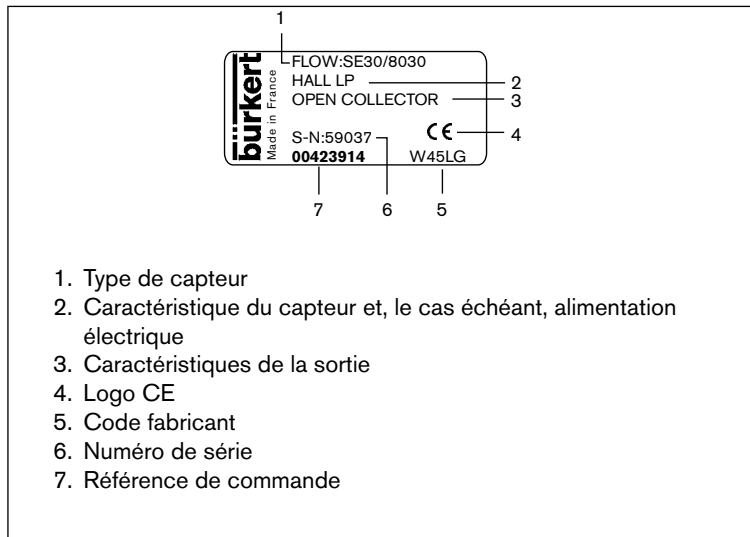 1
FLOW:SE30/8030
HALL LP
2
OPEN COLLECTOR
3
bürkert
Made in France
S-N:59037
CE
4
00423914
W45LG
7
6
5
1. Type de capteur
2. Caractéristique du capteur et, le cas échéant, alimentation
électrique
3. Caractéristiques de la sortie
4. Logo CE
5. Code fabricant
6. Numéro de série
7. Référence de commande